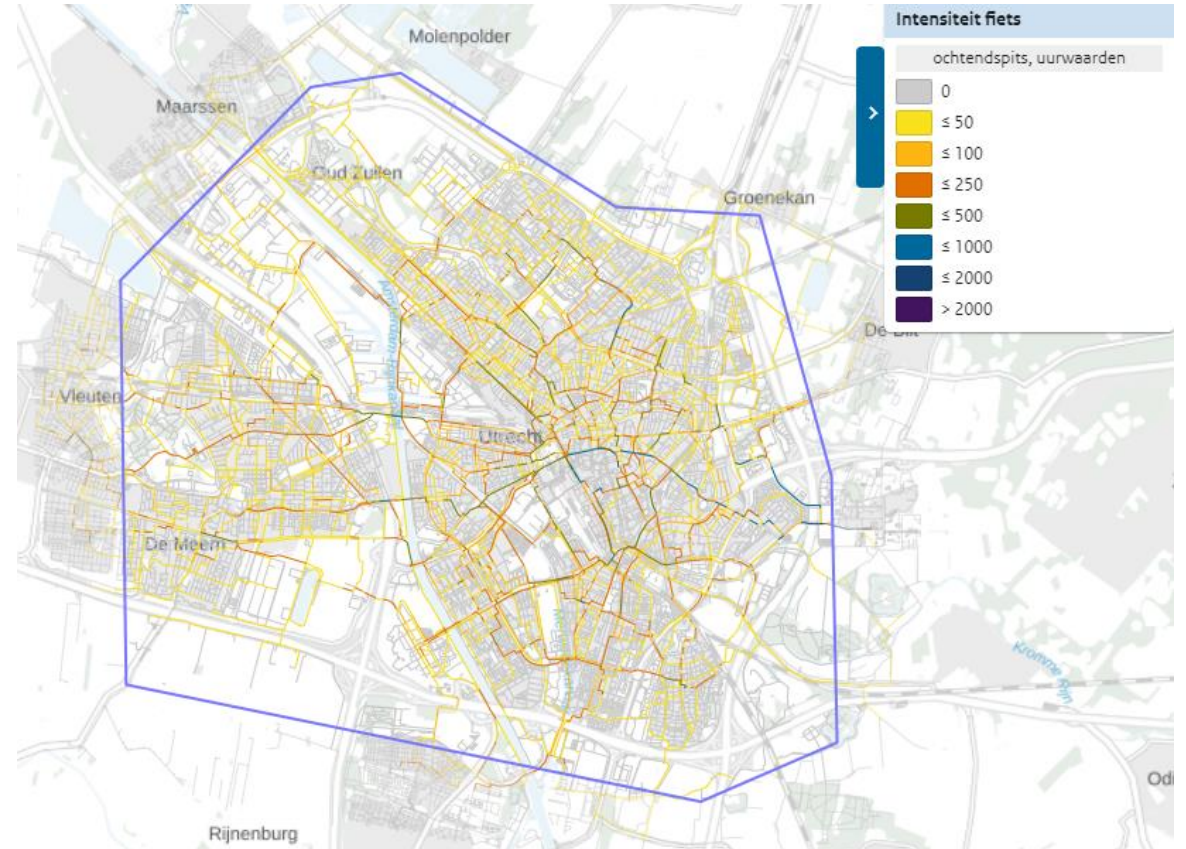 Intensiteit fiets
ochtendspits, uurwaarden
0
≤ 50
≤ 100
≤ 250
≤ 500
≤ 1000
≤ 2000
> 2000
Molenpolder
Maarssen
Oud Zuilen
Groenekan
De Bilt
Vleuten
Utrecht
De Meern
Kromme Rijn
Odi
Rijnenburg